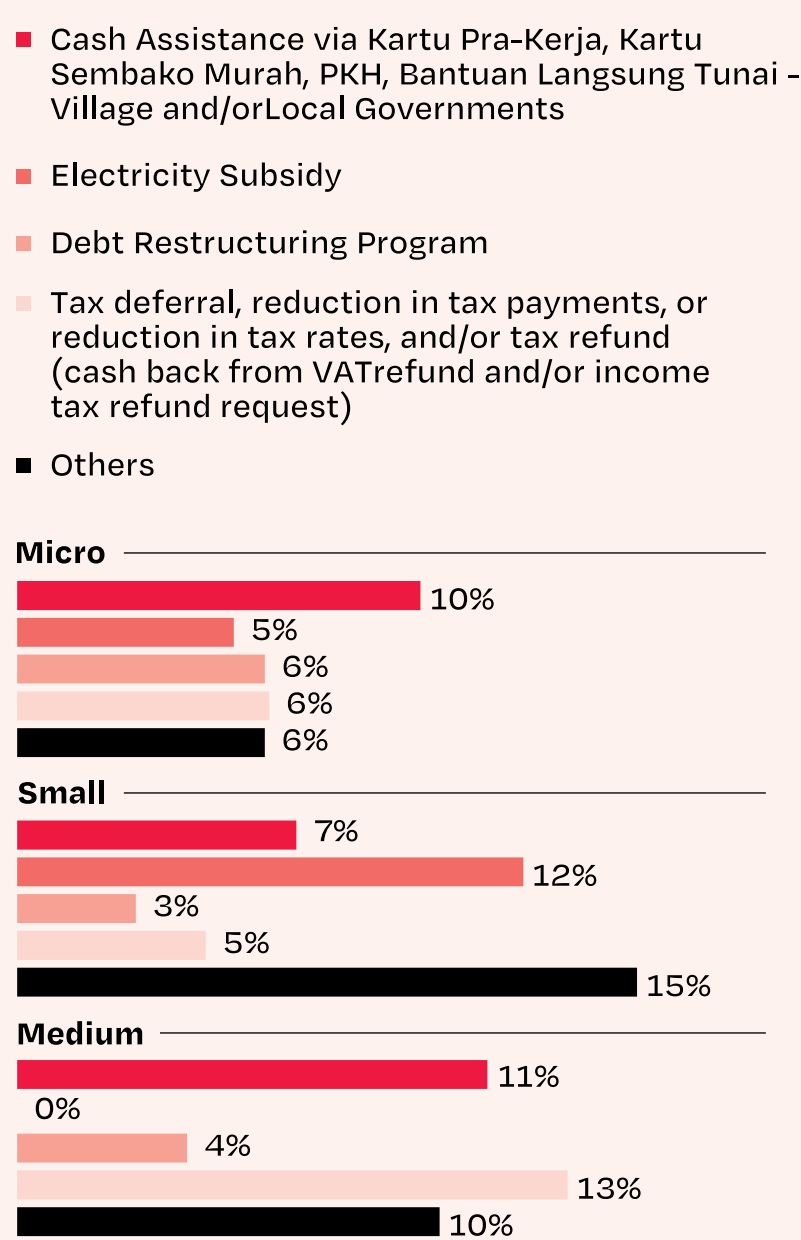 Cash Assistance via Kartu Pra-Kerja, Kartu
Sembako Murah, PKH, Bantuan Langsung Tunai -
Village and/orLocal Governments
Electricity Subsidy
Debt Restructuring Program
Tax deferral, reduction in tax payments, or
reduction in tax rates, and/or tax refund
(cash back from VATrefund and/or income
tax refund request)
Others
Micro
10%
5%
6%
6%
6%
Small
7%
12%
3%
5%
15%
Medium
11%
0%
4%
13%
10%